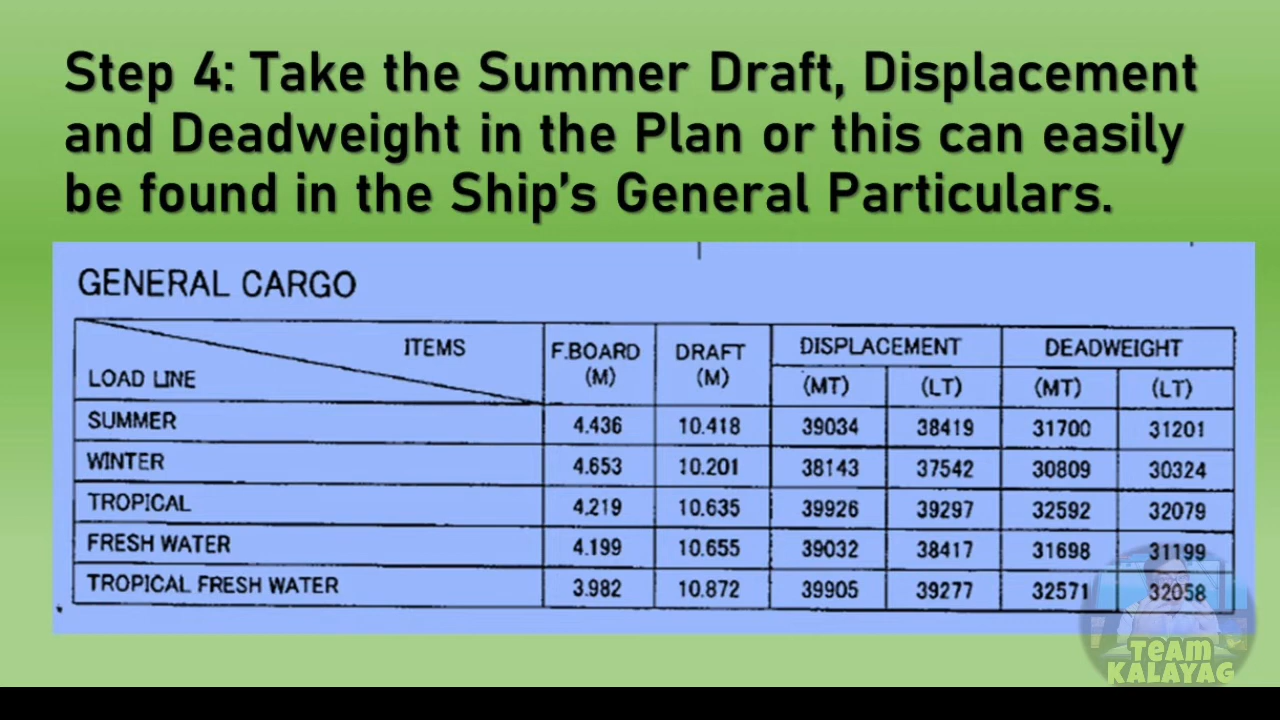 Step 4: Take the Summer Draft, Displacement
and Deadweight in the Plan or this can easily
be found in the Ship's General Particulars.
GENERAL CARGO
ITEMS
LOAD LINE
F.BOARD (M)
DRAFT (M)
DISPLACEMENT
DEADWEIGHT
(MT) (LT) (MT) (LT)
SUMMER 4.436 10.418 39034 38419 31700 31201
WINTER 4.653 10.201 38143 37542 30809 30324
TROPICAL 4.219 10.635 39926 39297 32592 32079
FRESH WATER 4.199 10.655 39032 38417 31698 31199
TROPICAL FRESH WATER 3.982 10.872 39905 39277 32571 32058
TeAm
KALAYAG